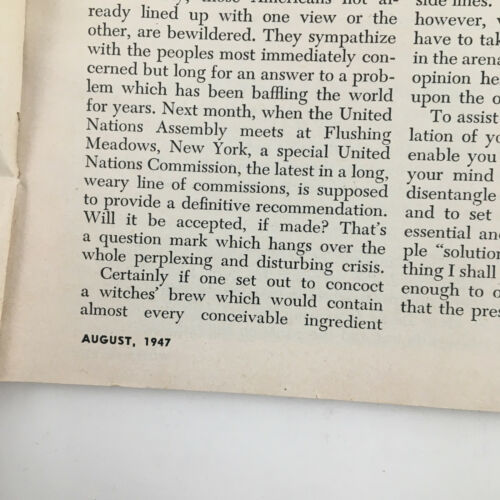 those Americans not al-
ready lined up with one view or the
other, are bewildered. They sympathize
with the peoples most immediately con-
cerned but long for an answer to a prob-
lem which has been baffling the world
for years. Next month, when the United
Nations Assembly meets at Flushing
Meadows, New York, a special United
Nations Commission, the latest in a long,
weary line of commissions, is supposed
to provide a definitive recommendation.
Will it be accepted, if made? That's
a question mark which hangs over the
whole perplexing and disturbing crisis.
Certainly if one set out to concoct
a witches' brew which would contain
almost every conceivable ingredient
AUGUST, 1947
side lines.
however,
have to tak
in the arena
opinion he
upon the o
To assist
lation of yo
enable you
your mind
disentangle
and to set
essential an
ple "solution
thing I shall
enough to o
that the pres